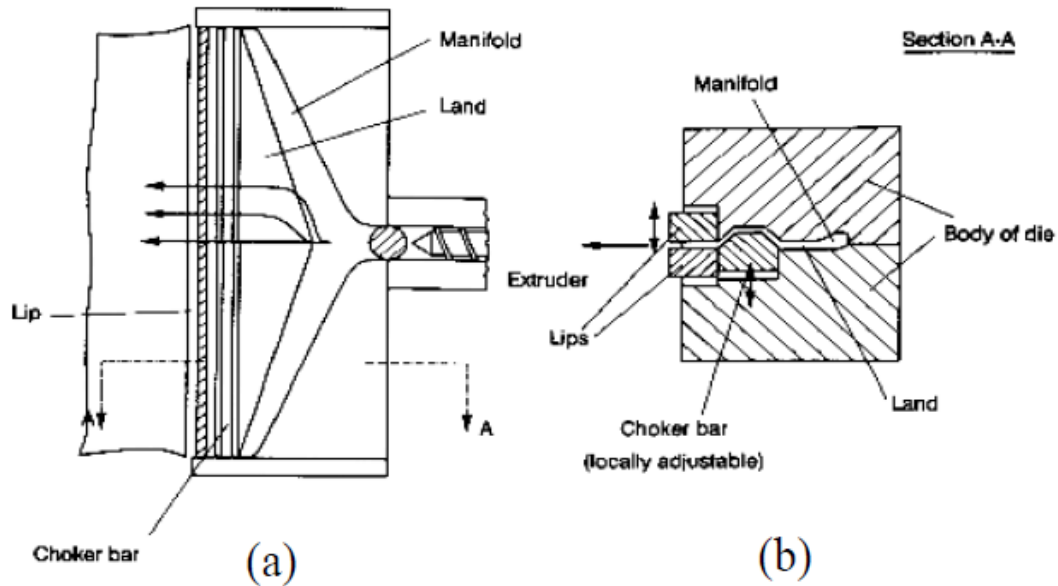 Manifold
Land
Lip
A
Choker bar
(a)
Section A-A
Manifold
Body of die
Extruder
Lips
Land
Choker bar
(locally adjustable)
(b)